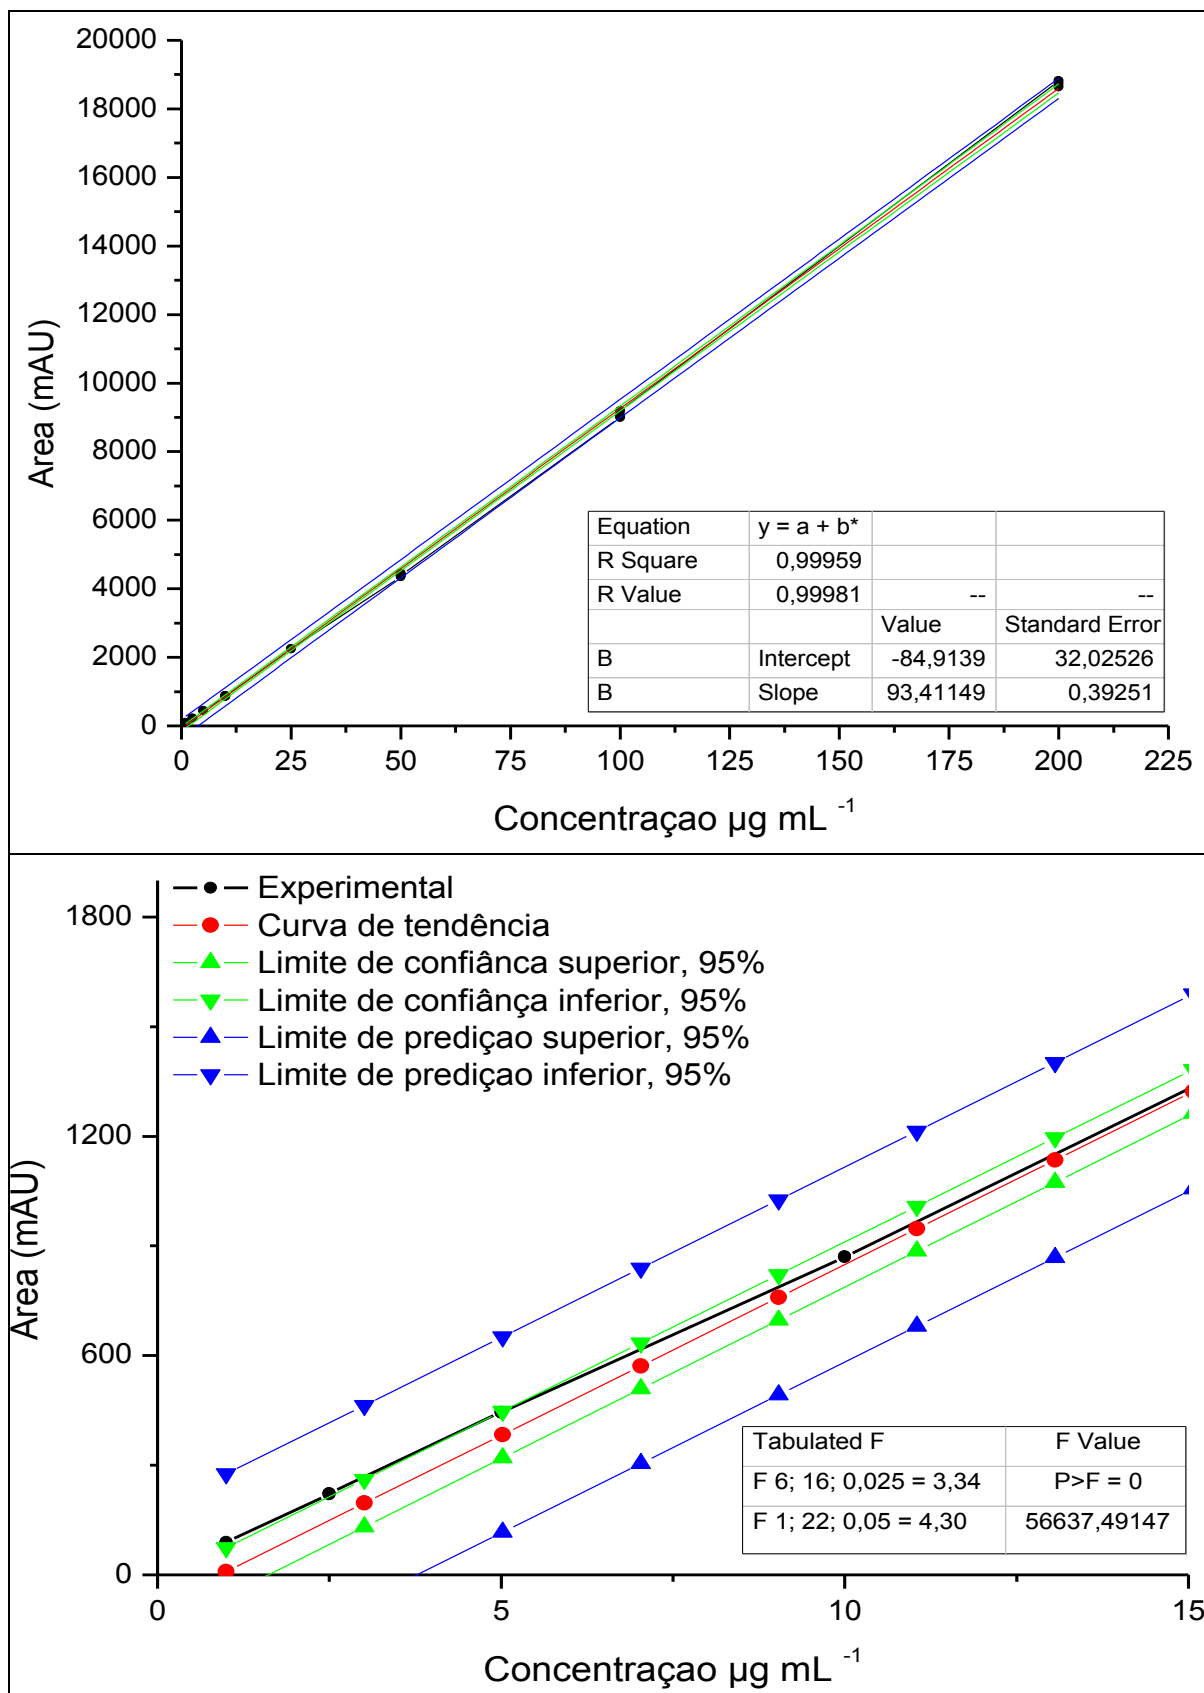 20000
18000
16000
14000
12000
10000
8000
6000
4000
2000
0
Area (mAU)
Equation y = a + b*
R Square 0,99959
R Value 0,99981 -- --
Value Standard Error
B Intercept -84,9139 32,02526
B Slope 93,41149 0,39251
0 25 50 75 100 125 150 175 200 225
Concentraçao µg mL -1
Experimental
Curva de tendência
Limite de confiânca superior, 95%
Limite de confiânça inferior, 95%
Limite de prediçao superior, 95%
Limite de prediçao inferior, 95%
1800
1200
600
0
Area (mAU)
Tabulated F F Value
F 6; 16; 0,025 = 3,34 P>F = 0
F 1; 22; 0,05 = 4,30 56637,49147
0 5 10 15
Concentraçao µg mL -1